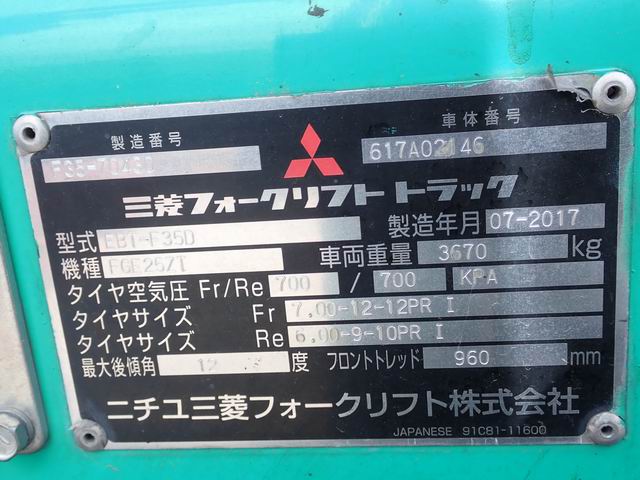 製造番号 車体番号
617A02146
三菱フォークリフト トラック
型式 EBT-F35D 製造年月 07-2017
機種 FGE25ZT 車両重量 3670 kg
タイヤ空気圧 Fr/Re 700 / 700 KPA
タイヤサイズ Fr 7,00-12-12PR I
タイヤサイズ Re 6,00-9-10PR I
最大後傾角 12 度 フロントトレッド 960 mm
ニチユ三菱フォークリフト株式会社
JAPANESE 91C81-11600